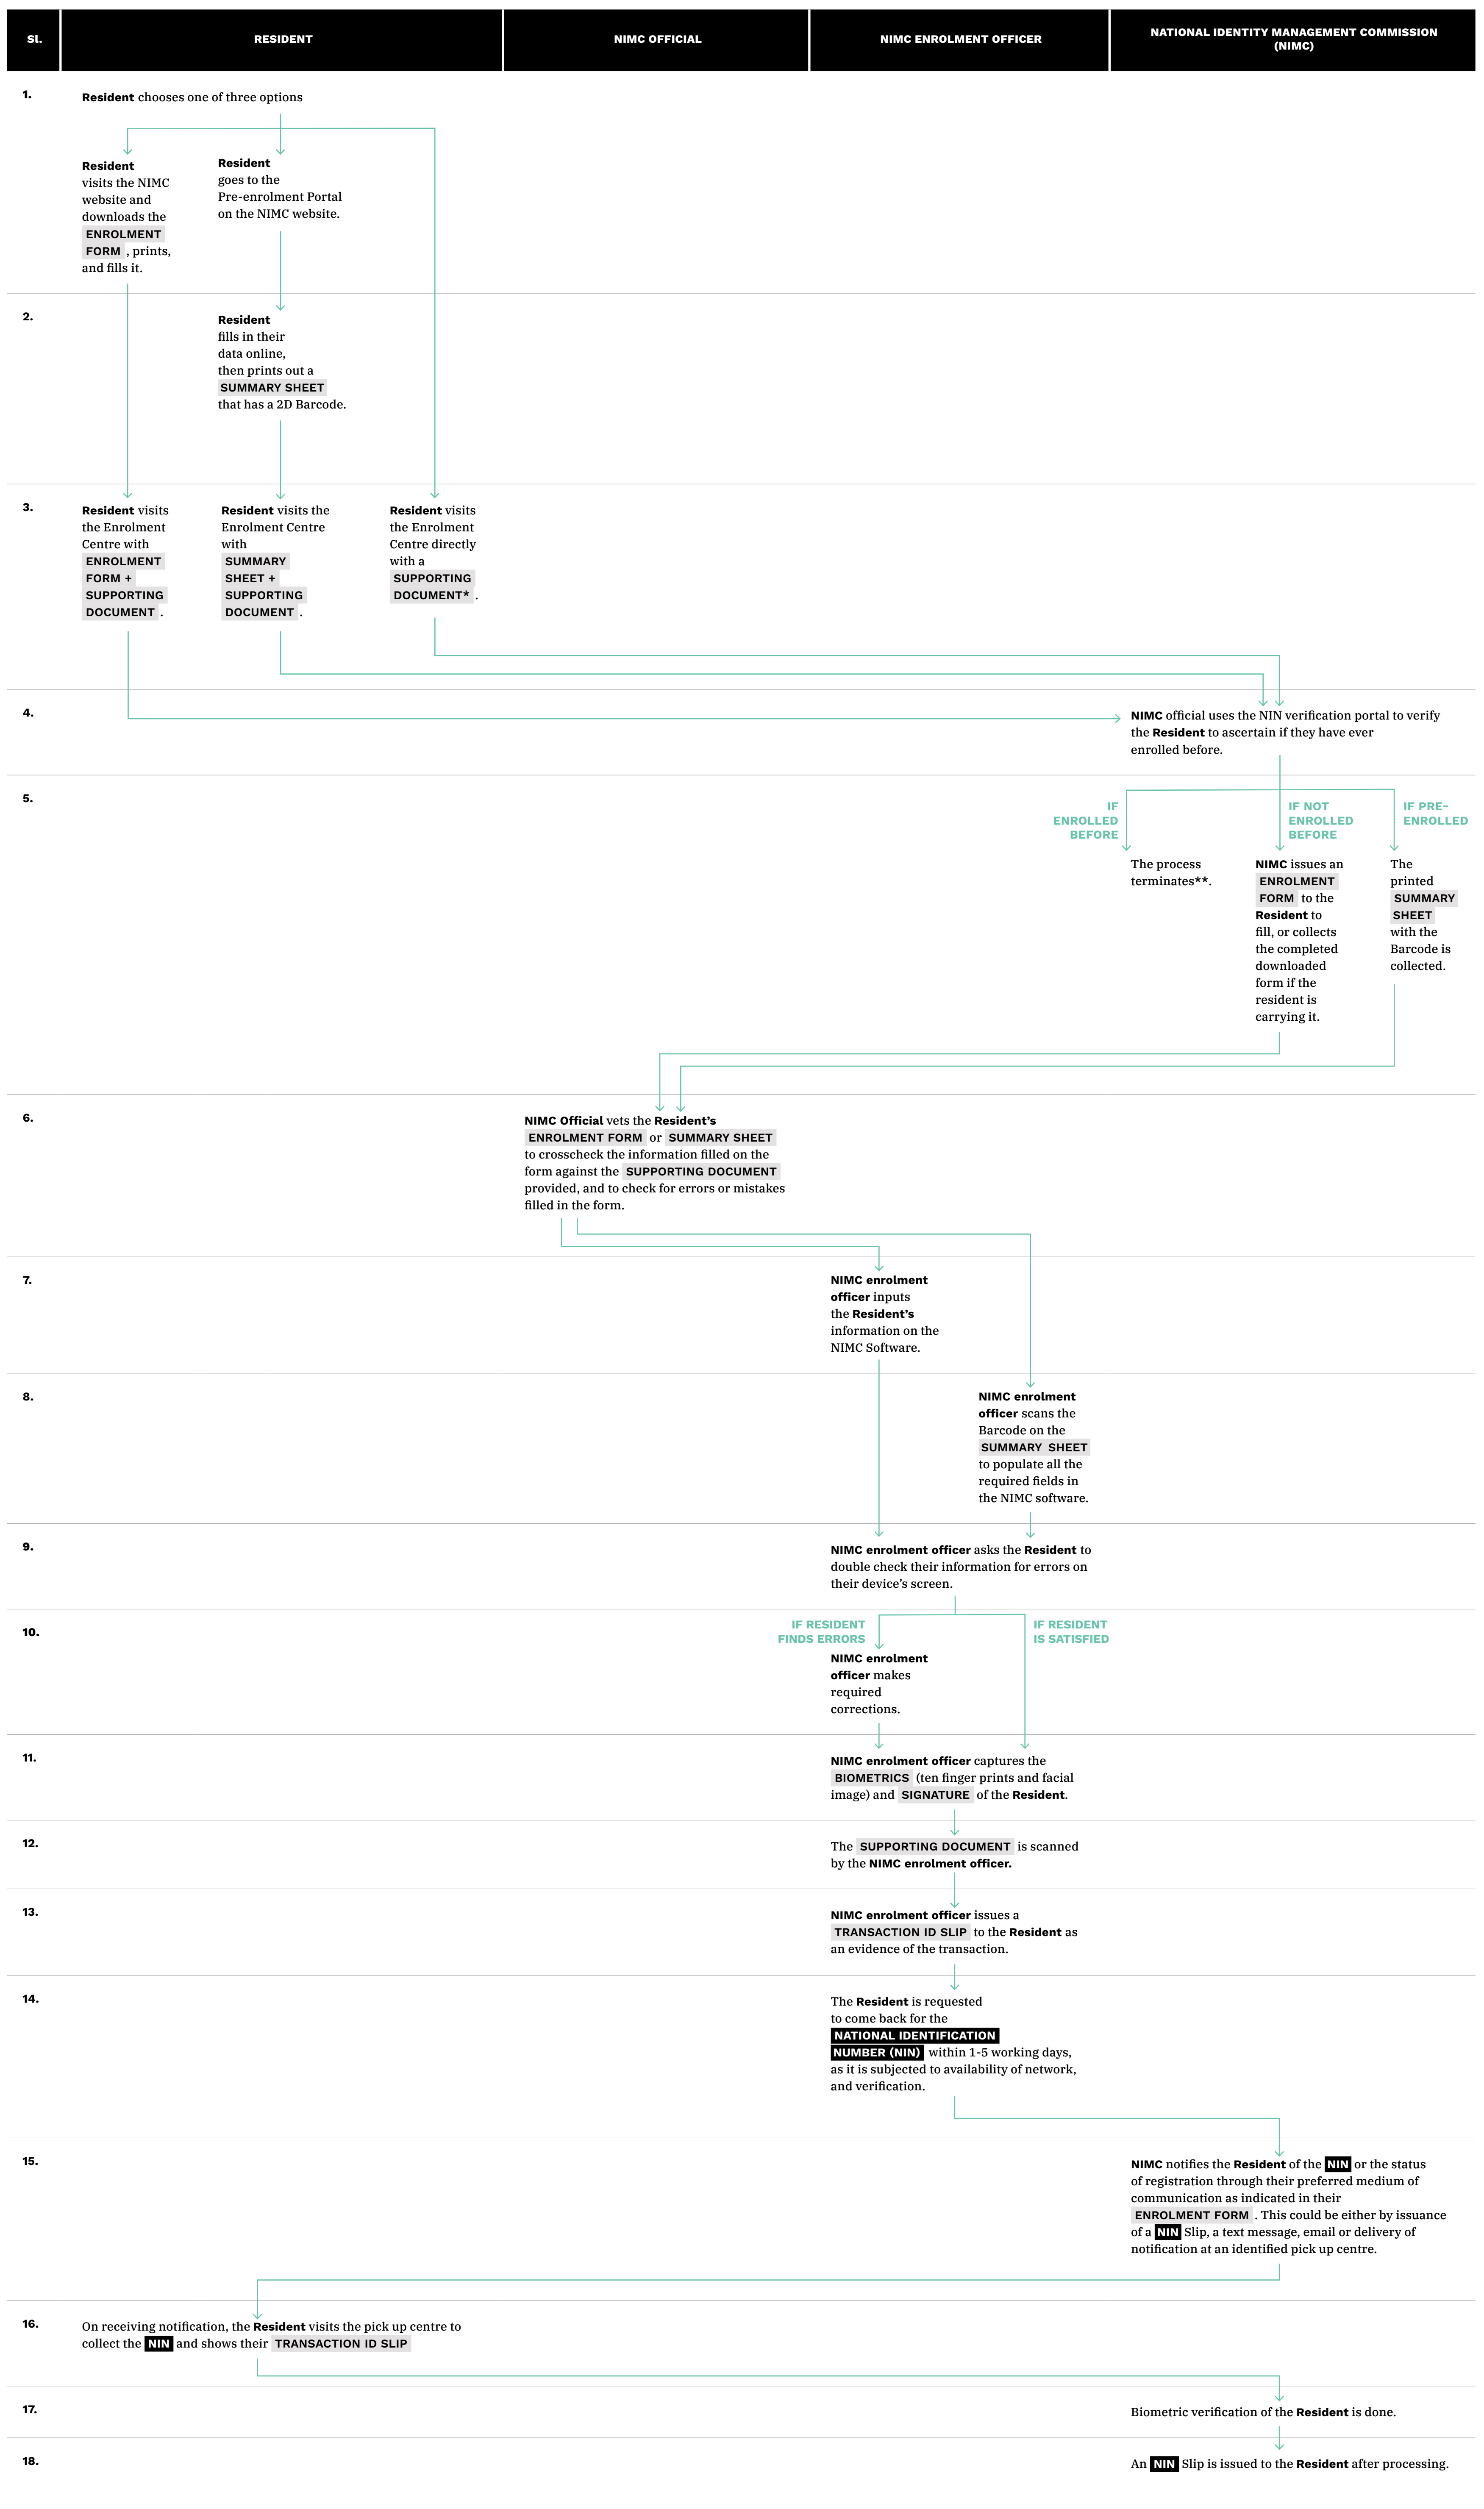 Sl.
RESIDENT
NIMC OFFICIAL
NIMC ENROLMENT OFFICER
NATIONAL IDENTITY MANAGEMENT COMMISSION
(NIMC)
1.
Resident chooses one of three options
Resident
visits the NIMC
website and
downloads the
ENROLMENT
FORM , prints,
and fills it.
Resident
goes to the
Pre-enrolment Portal
on the NIMC website.
2.
Resident
fills in their
data online,
then prints out a
SUMMARY SHEET
that has a 2D Barcode.
3.
Resident visits
the Enrolment
Centre with
ENROLMENT
FORM +
SUPPORTING
DOCUMENT .
Resident visits the
Enrolment Centre
with
SUMMARY
SHEET +
SUPPORTING
DOCUMENT .
Resident visits
the Enrolment
Centre directly
with a
SUPPORTING
DOCUMENT* .
4.
NIMC official uses the NIN verification portal to verify
the Resident to ascertain if they have ever
enrolled before.
5.
IF
ENROLLED
BEFORE
The process
terminates**.
IF NOT
ENROLLED
BEFORE
NIMC issues an
ENROLMENT
FORM to the
Resident to
fill, or collects
the completed
downloaded
form if the
resident is
carrying it.
IF PRE-
ENROLLED
The
printed
SUMMARY
SHEET
with the
Barcode is
collected.
6.
NIMC Official vets the Resident’s
ENROLMENT FORM or SUMMARY SHEET
to crosscheck the information filled on the
form against the SUPPORTING DOCUMENT
provided, and to check for errors or mistakes
filled in the form.
7.
NIMC enrolment
officer inputs
the Resident’s
information on the
NIMC Software.
8.
NIMC enrolment
officer scans the
Barcode on the
SUMMARY SHEET
to populate all the
required fields in
the NIMC software.
9.
NIMC enrolment officer asks the Resident to
double check their information for errors on
their device’s screen.
10.
IF RESIDENT
FINDS ERRORS
IF RESIDENT
IS SATISFIED
NIMC enrolment
officer makes
required
corrections.
11.
NIMC enrolment officer captures the
BIOMETRICS (ten finger prints and facial
image) and SIGNATURE of the Resident.
12.
The SUPPORTING DOCUMENT is scanned
by the NIMC enrolment officer.
13.
NIMC enrolment officer issues a
TRANSACTION ID SLIP to the Resident as
an evidence of the transaction.
14.
The Resident is requested
to come back for the
NATIONAL IDENTIFICATION
NUMBER (NIN) within 1-5 working days,
as it is subjected to availability of network,
and verification.
15.
NIMC notifies the Resident of the NIN or the status
of registration through their preferred medium of
communication as indicated in their
ENROLMENT FORM . This could be either by issuance
of a NIN Slip, a text message, email or delivery of
notification at an identified pick up centre.
16.
On receiving notification, the Resident visits the pick up centre to
collect the NIN and shows their TRANSACTION ID SLIP
17.
Biometric verification of the Resident is done.
18.
An NIN Slip is issued to the Resident after processing.